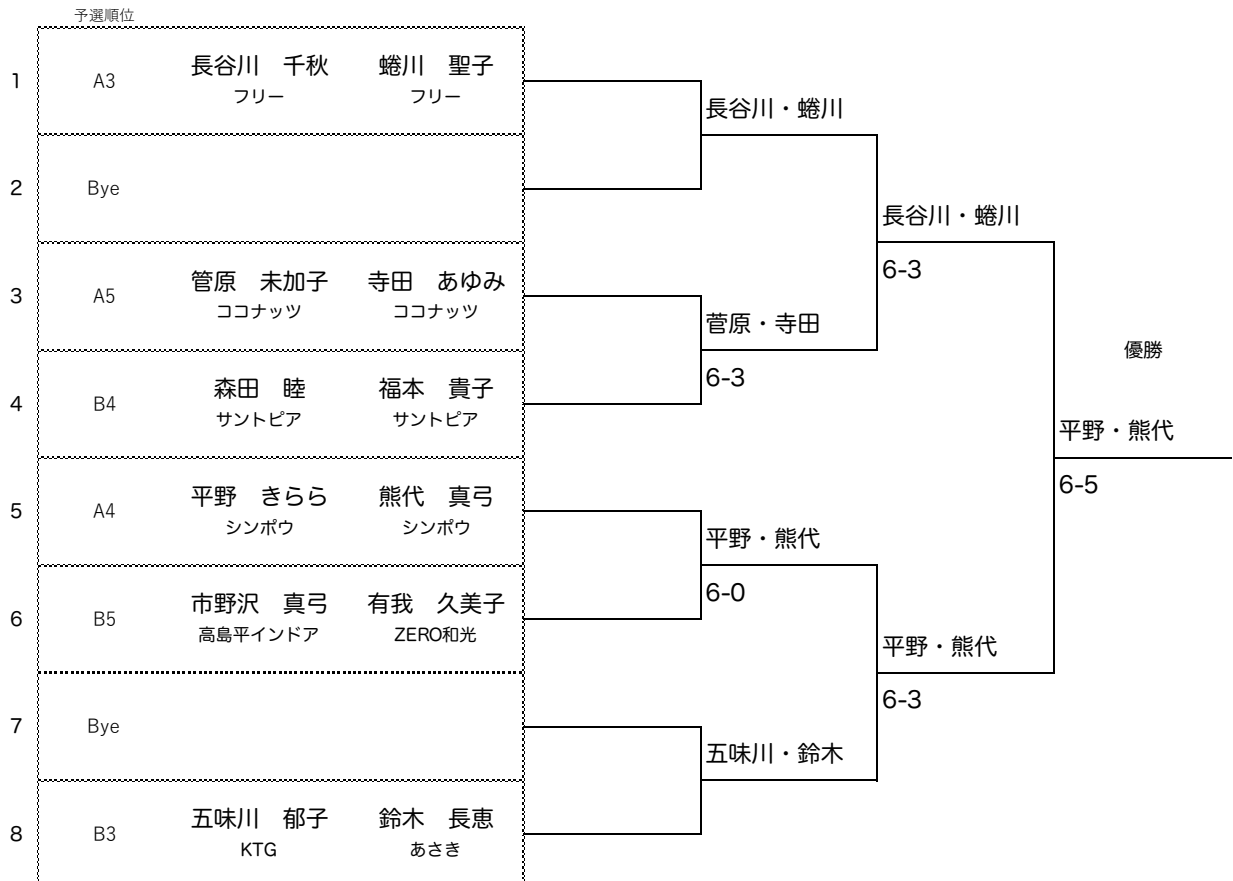 予選順位
1 A3 長谷川　千秋 蜷川　聖子
フリー フリー
長谷川・蜷川
2 Bye
長谷川・蜷川
6-3
3 A5 管原　未加子 寺田　あゆみ
ココナッツ ココナッツ
菅原・寺田
6-3
4 B4 森田　睦 福本　貴子
サントピア サントピア
優勝
平野・熊代
6-5
5 A4 平野　きらら 熊代　真弓
シンポウ シンポウ
平野・熊代
6-0
6 B5 市野沢　真弓 有我　久美子
高島平インドア ZERO和光
平野・熊代
6-3
7 Bye
五味川・鈴木
8 B3 五味川　郁子 鈴木　長恵
KTG あさき